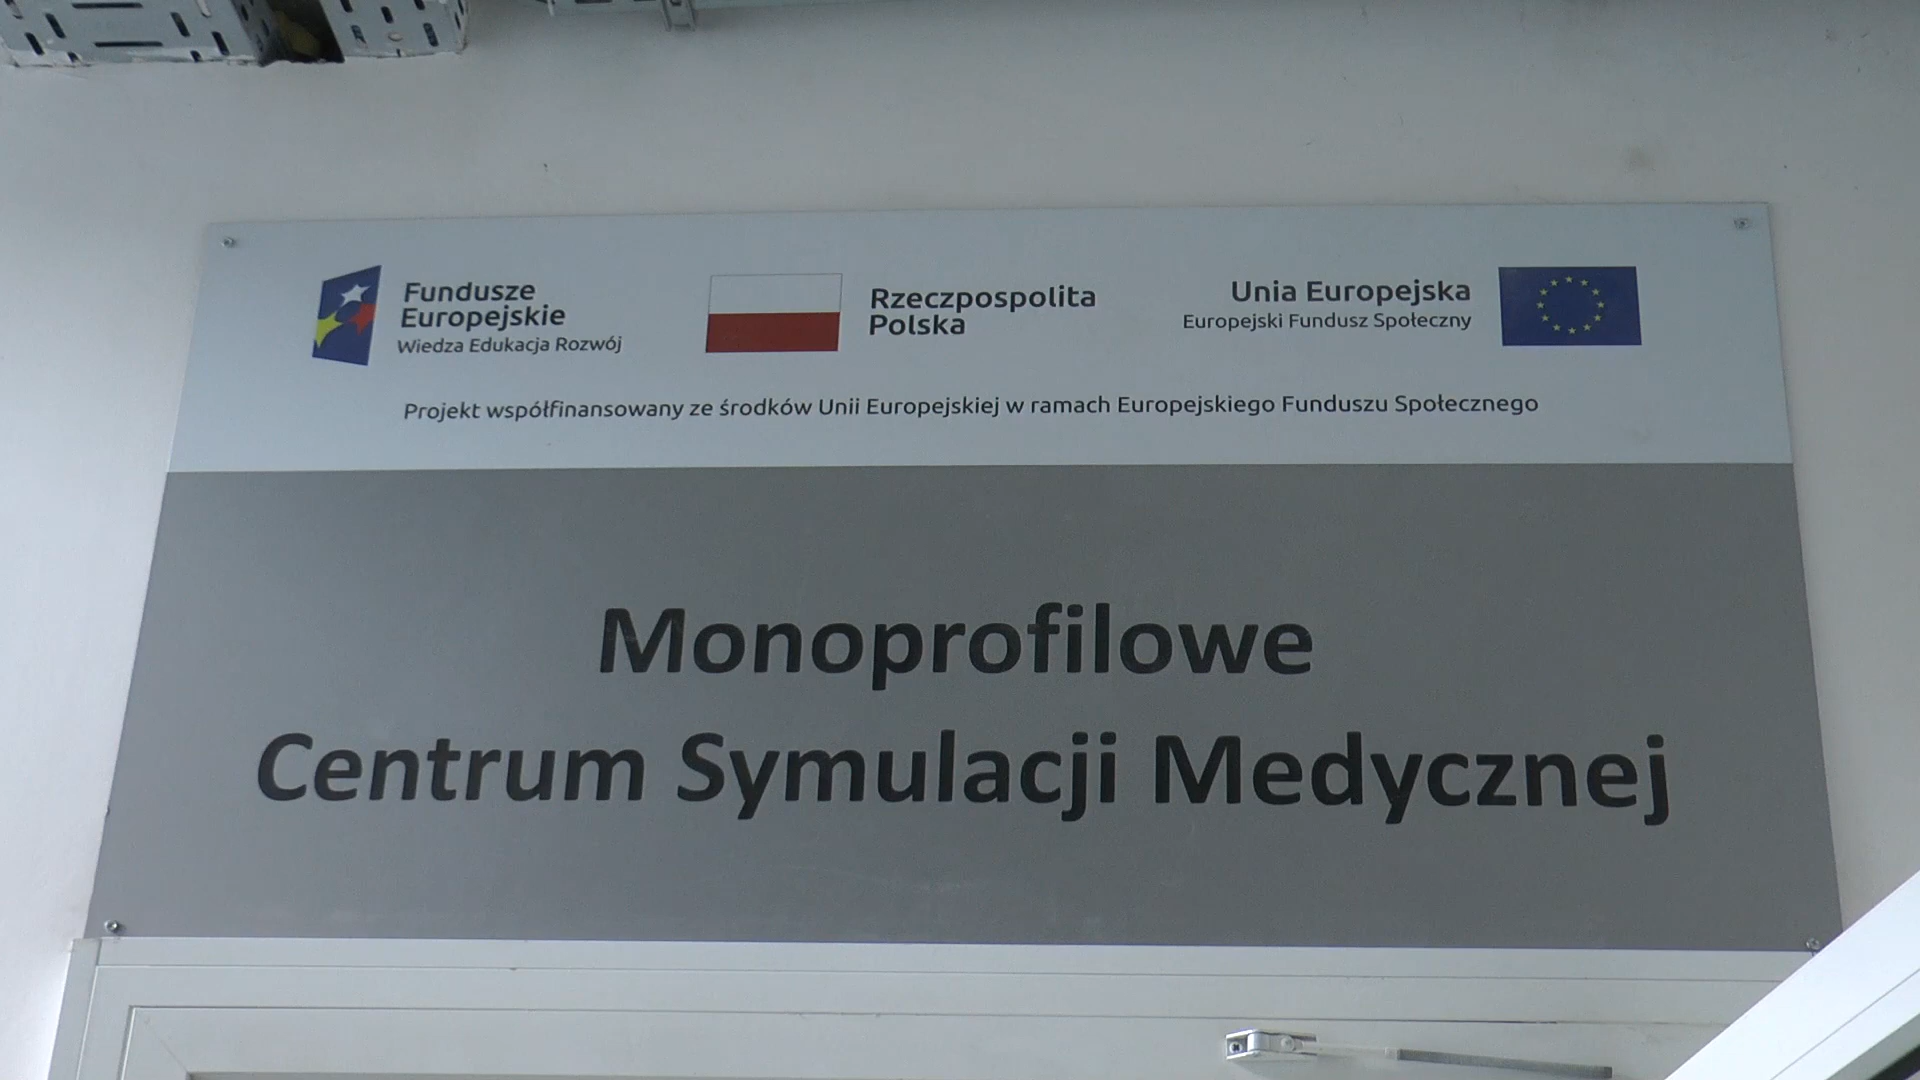 Fundusze
Europejskie
Wiedza Edukacja Rozwój
Rzeczpospolita
Polska
Unia Europejska
Europejski Fundusz Społeczny
Projekt współfinansowany ze środków Unii Europejskiej w ramach Europejskiego Funduszu Społecznego
Monoprofilowe
Centrum Symulacji Medycznej